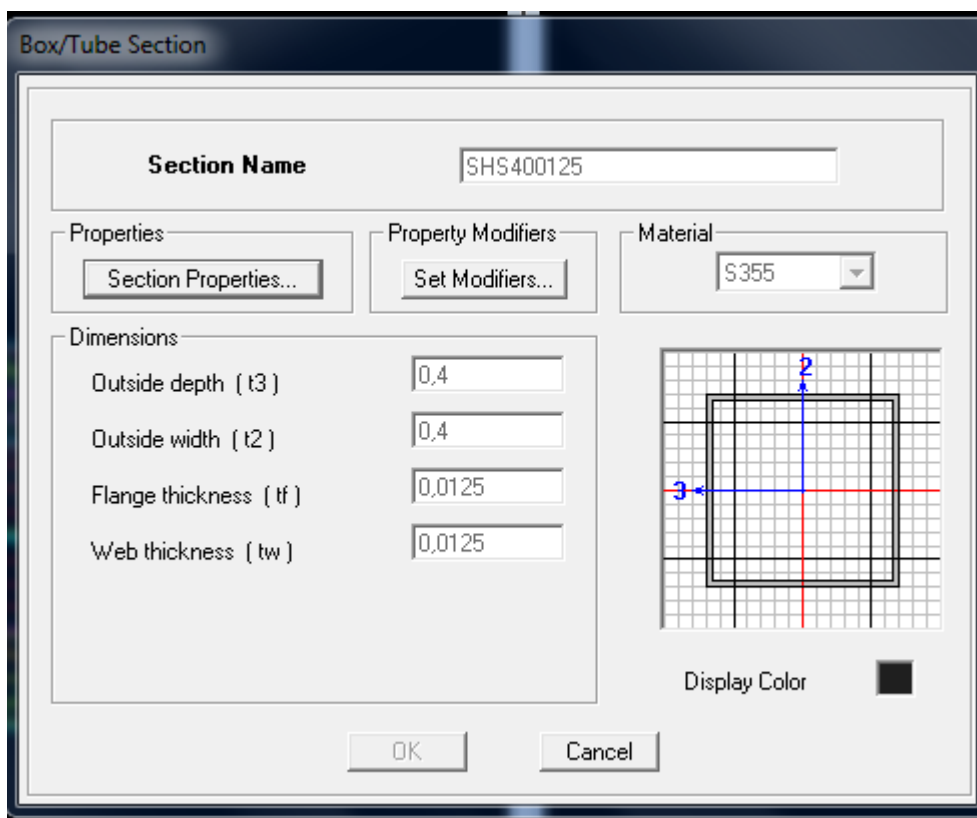 Box/Tube Section
Section Name SHS400125
Properties Property Modifiers Material
Section Properties... Set Modifiers... S355
Dimensions
Outside depth ( t3 ) 0,4
Outside width ( t2 ) 0,4
Flange thickness ( tf ) 0,0125
Web thickness ( tw ) 0,0125
2
3
Display Color
OK Cancel